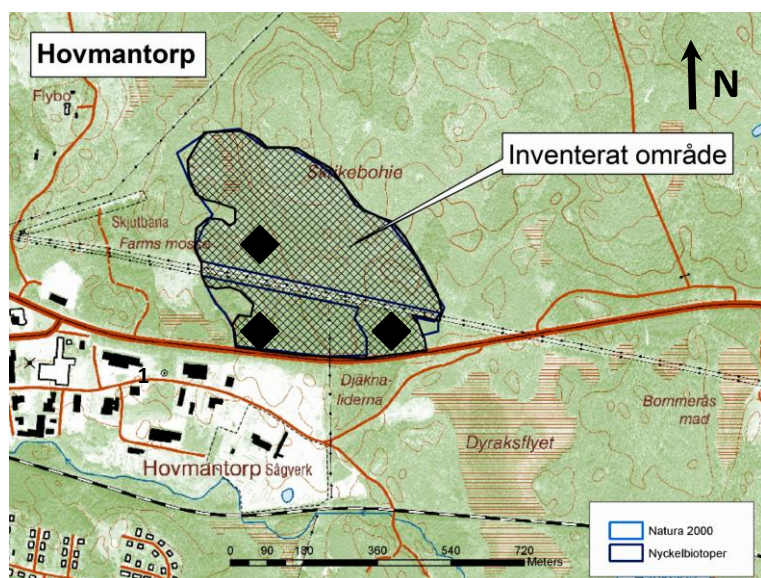 Hovmantorp
N
Flybo
Inventerat område
Skjutbana
Farms mosse
1
Djäkna-
liderna
Bommerås
mad
Dyraksflyet
Hovmantorp Sågverk
Natura 2000
Nyckelbiotoper
0 90 180 360 540 720
Meters